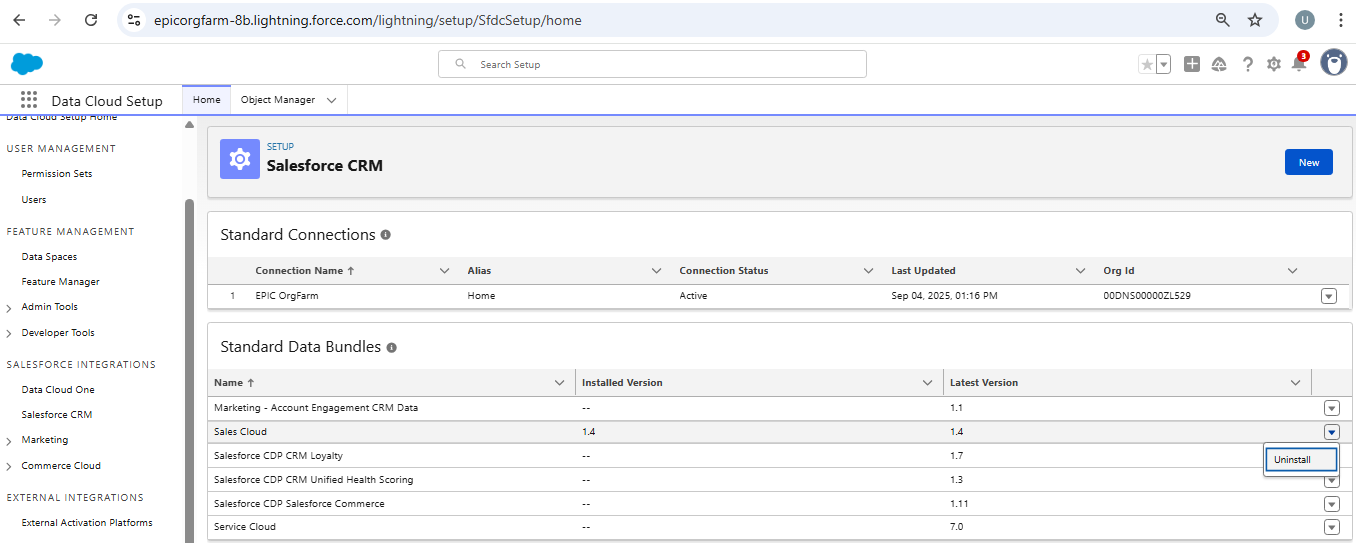 epicorgfarm-8b.lightning.force.com/lightning/setup/SfdcSetup/home
U
Search Setup
3
Data Cloud Setup
Home
Object Manager
Data Cloud Setup Home
USER MANAGEMENT
Permission Sets
Users
FEATURE MANAGEMENT
Data Spaces
Feature Manager
Admin Tools
Developer Tools
SALESFORCE INTEGRATIONS
Data Cloud One
Salesforce CRM
Marketing
Commerce Cloud
EXTERNAL INTEGRATIONS
External Activation Platforms
SETUP
Salesforce CRM
New
Standard Connections
Connection Name Alias Connection Status Last Updated Org Id
1 EPIC OrgFarm Home Active Sep 04, 2025, 01:16 PM 00DNS00000ZL529
Standard Data Bundles
Name Installed Version Latest Version
Marketing - Account Engagement CRM Data -- 1.1
Sales Cloud 1.4 1.4
Salesforce CDP CRM Loyalty -- 1.7
Uninstall
Salesforce CDP CRM Unified Health Scoring -- 1.3
Salesforce CDP Salesforce Commerce -- 1.11
Service Cloud -- 7.0